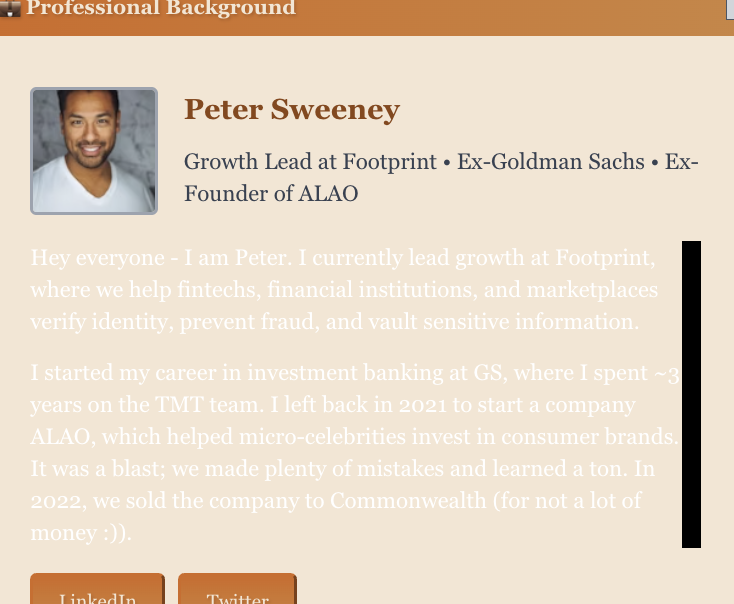 Professional Background
Peter Sweeney
Growth Lead at Footprint • Ex-Goldman Sachs • Ex-
Founder of ALAO
Hey everyone - I am Peter. I currently lead growth at Footprint,
where we help fintechs, financial institutions, and marketplaces
verify identity, prevent fraud, and vault sensitive information.
I started my career in investment banking at GS, where I spent ~3
years on the TMT team. I left back in 2021 to start a company
ALAO, which helped micro-celebrities invest in consumer brands.
It was a blast; we made plenty of mistakes and learned a ton. In
2022, we sold the company to Commonwealth (for not a lot of
money :)).
LinkedIn Twitter